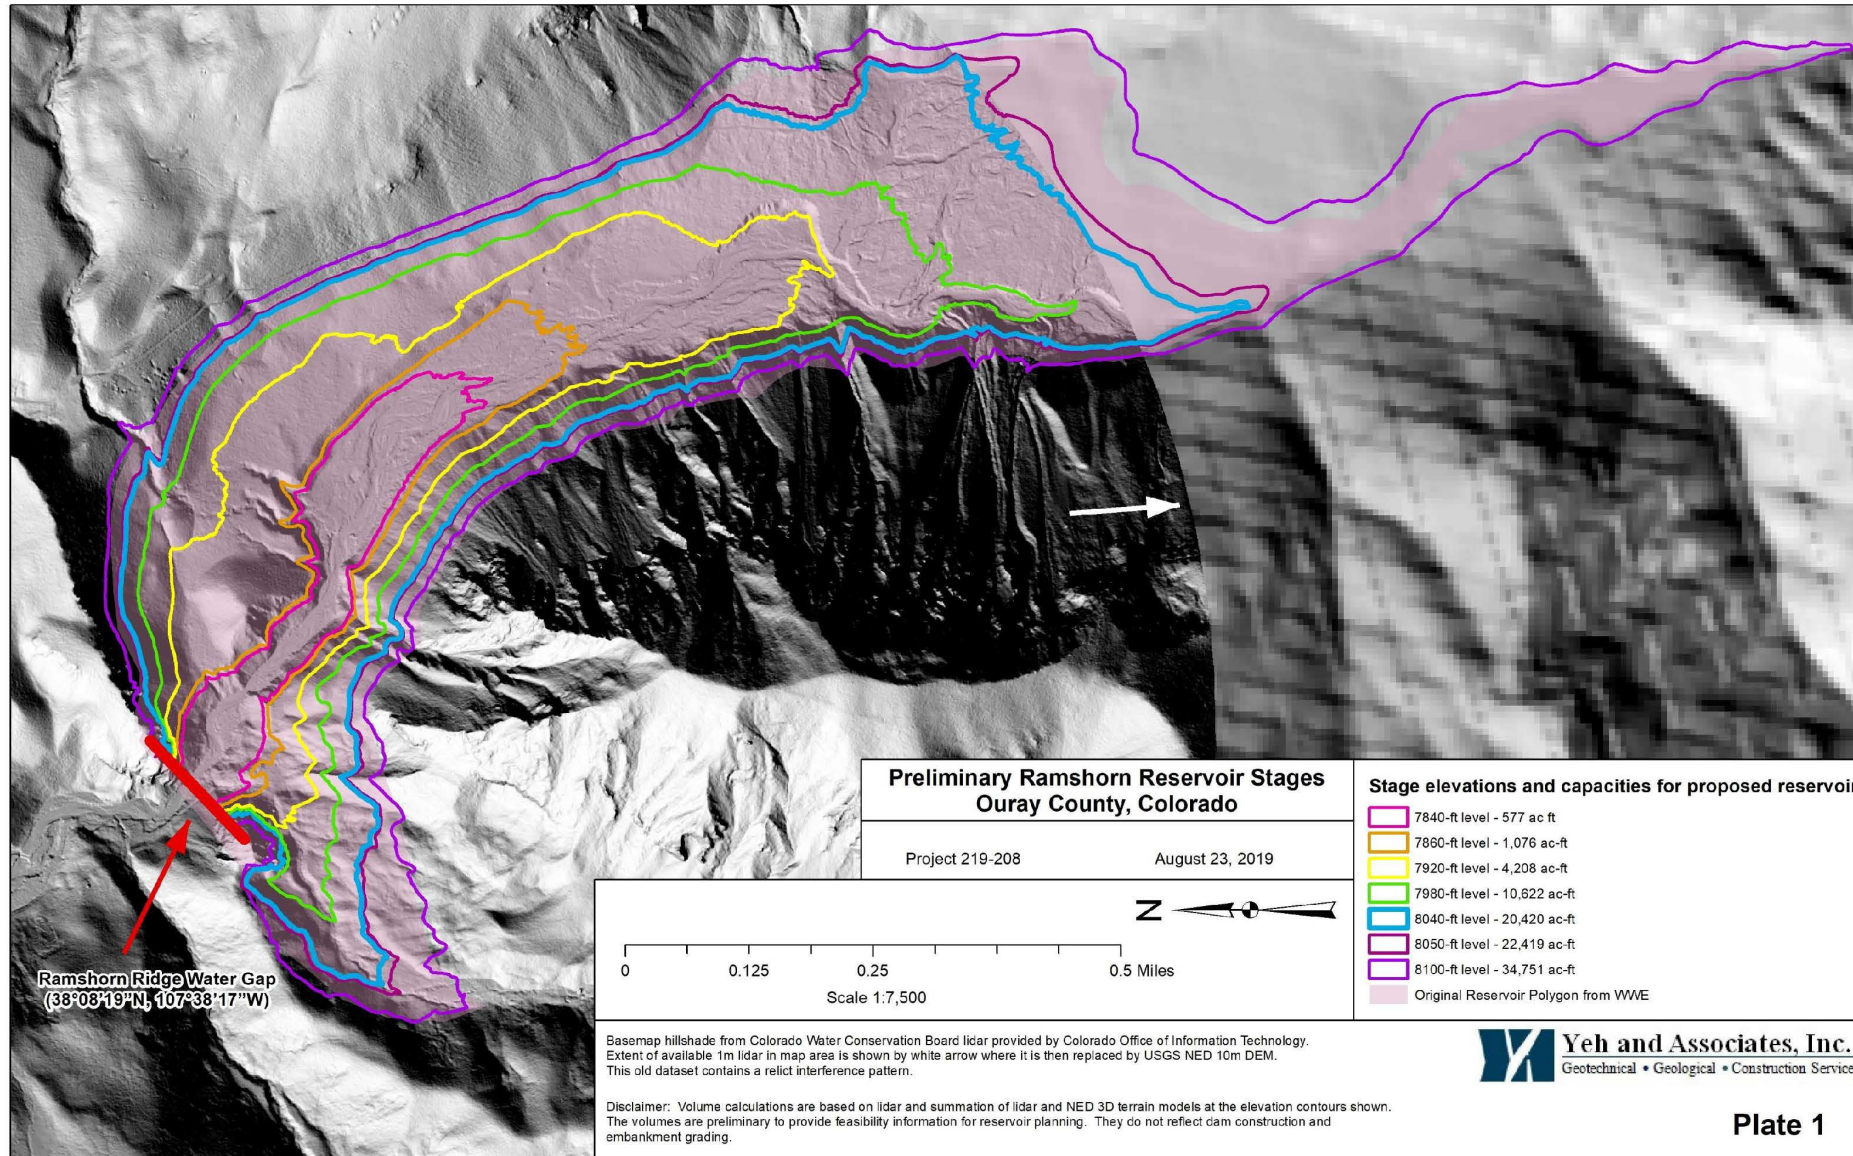 Preliminary Ramshorn Reservoir Stages
Ouray County, Colorado
Project 219-208
August 23, 2019
N
0
0.125
0.25
0.5 Miles
Scale 1:7,500
Stage elevations and capacities for proposed reservoir
7840-ft level - 577 ac ft
7860-ft level - 1,076 ac-ft
7920-ft level - 4,208 ac-ft
7980-ft level - 10,622 ac-ft
8040-ft level - 20,420 ac-ft
8050-ft level - 22,419 ac-ft
8100-ft level - 34,751 ac-ft
Original Reservoir Polygon from WWE
Ramshorn Ridge Water Gap
(38°08'19"N, 107°38'17"W)
Basemap hillshade from Colorado Water Conservation Board lidar provided by Colorado Office of Information Technology.
Extent of available 1m lidar in map area is shown by white arrow where it is then replaced by USGS NED 10m DEM.
This old dataset contains a relict interference pattern.
Disclaimer: Volume calculations are based on lidar and summation of lidar and NED 3D terrain models at the elevation contours shown.
The volumes are preliminary to provide feasibility information for reservoir planning. They do not reflect dam construction and
embankment grading.
Yeh and Associates, Inc.
Geotechnical • Geological • Construction Service
Plate 1